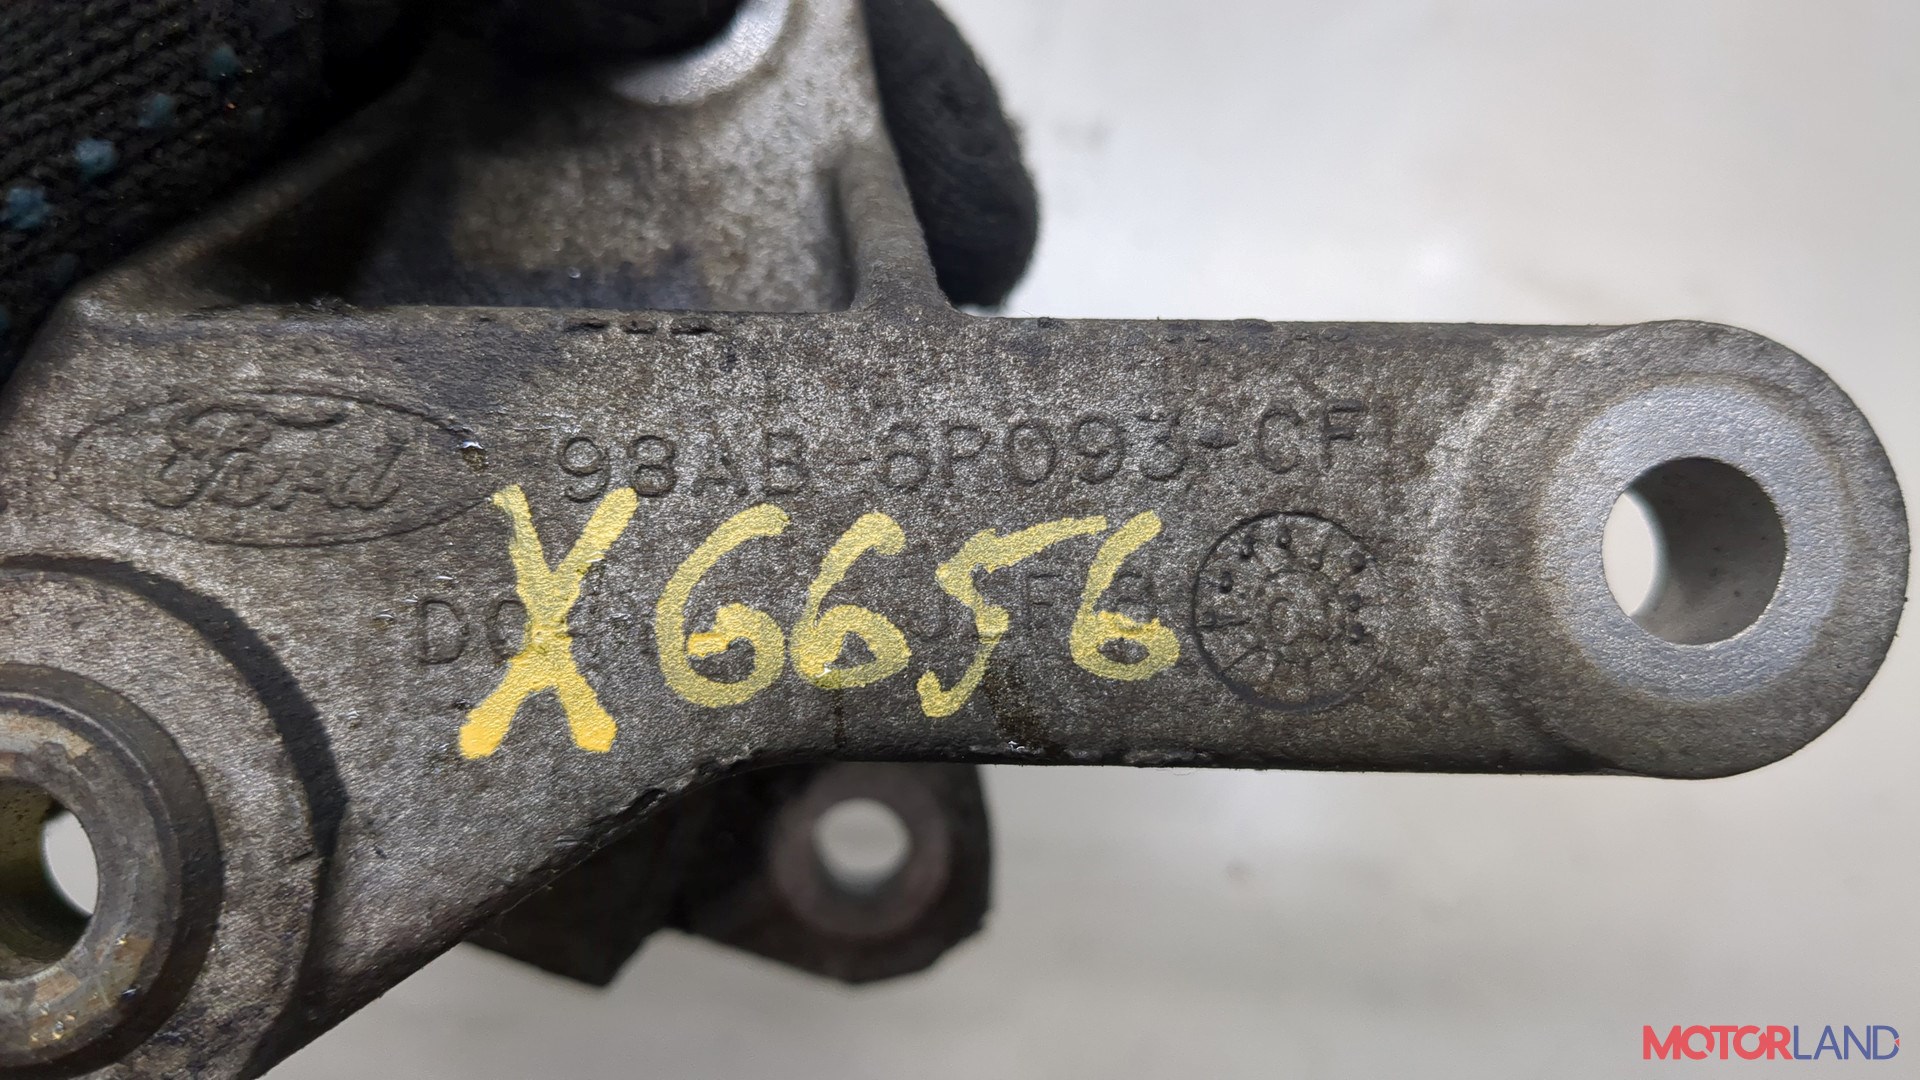 Ford
98AB-6P093-CF
X6656
MOTORLAND